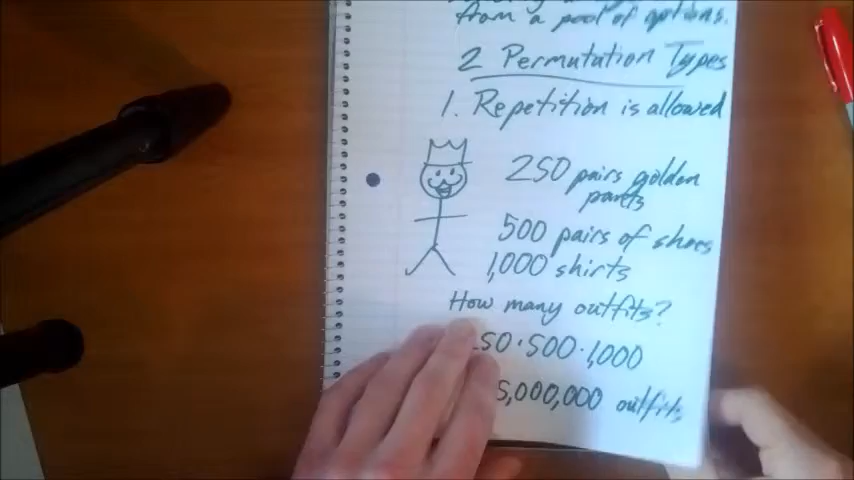 from a pool of options.
2 Permutation Types
1. Repetition is allowed
250 pairs golden
pants
500 pairs of shoes
1,000 shirts
How many outfits?
50·500·1,000
5,000,000 outfits